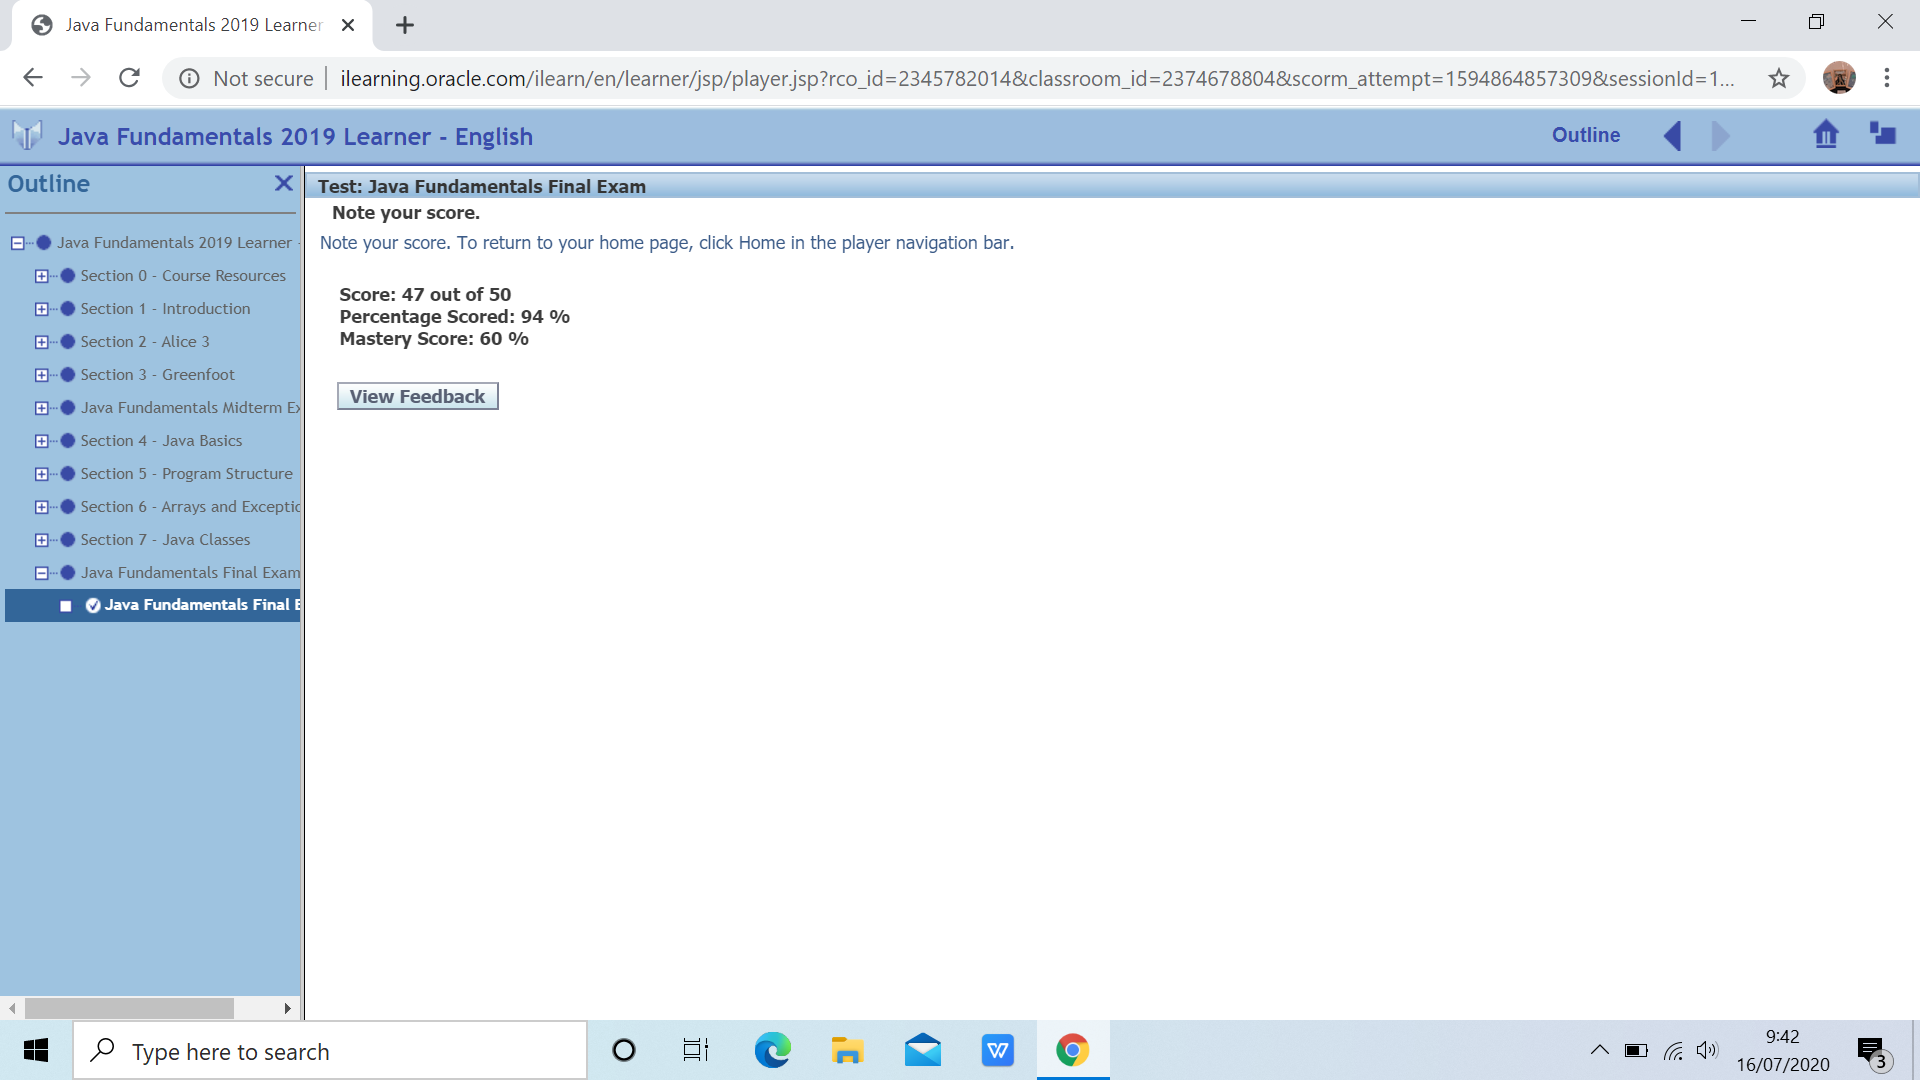 Java Fundamentals 2019 Learner
Not secure
ilearning.oracle.com/ilearn/en/learner/jsp/player.jsp?rco_id=2345782014&classroom_id=2374678804&scorm_attempt=1594864857309&sessionId=1...
Java Fundamentals 2019 Learner - English
Outline
Outline
Java Fundamentals 2019 Learner -
Section 0 - Course Resources
Section 1 - Introduction
Section 2 - Alice 3
Section 3 - Greenfoot
Java Fundamentals Midterm Ex
Section 4 - Java Basics
Section 5 - Program Structure
Section 6 - Arrays and Exceptio
Section 7 - Java Classes
Java Fundamentals Final Exam
Java Fundamentals Final E
Test: Java Fundamentals Final Exam
Note your score.
Note your score. To return to your home page, click Home in the player navigation bar.
Score: 47 out of 50
Percentage Scored: 94 %
Mastery Score: 60 %
View Feedback
Type here to search
W
9:42
16/07/2020
3